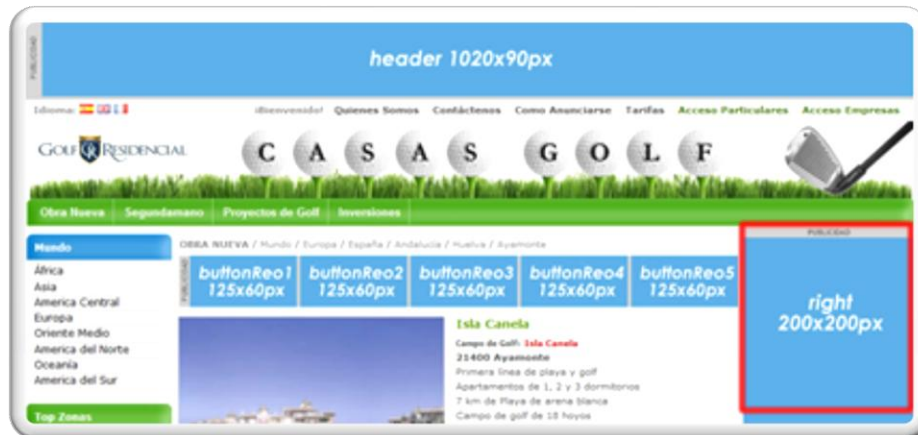 PUBLICIDAD
header 1020x90px
Idioma:
¡Bienvenido! Quienes Somos Contáctenos Como Anunciarse Tarifas Acceso Particulares Acceso Empresas
GOLF GR RESIDENCIAL
CASAS GOLF
Obra Nueva Segundamano Proyectos de Golf Inversiones
PUBLICIDAD
Mundo
África
Asia
America Central
Europa
Oriente Medio
America del Norte
Oceanía
America del Sur
Top Zonas
OBRA NUEVA / Mundo / Europa / España / Andalucia / Huelva / Ayamonte
PUBLICIDAD
buttonReo1 125x60px
buttonReo2 125x60px
buttonReo3 125x60px
buttonReo4 125x60px
buttonReo5 125x60px
Isla Canela
Campo de Golf: Isla Canela
21400 Ayamonte
Primera línea de playa y golf
Apartamentos de 1, 2 y 3 dormitorios
7 km de Playa de arena blanca
Campo de golf de 18 hoyos
right
200x200px